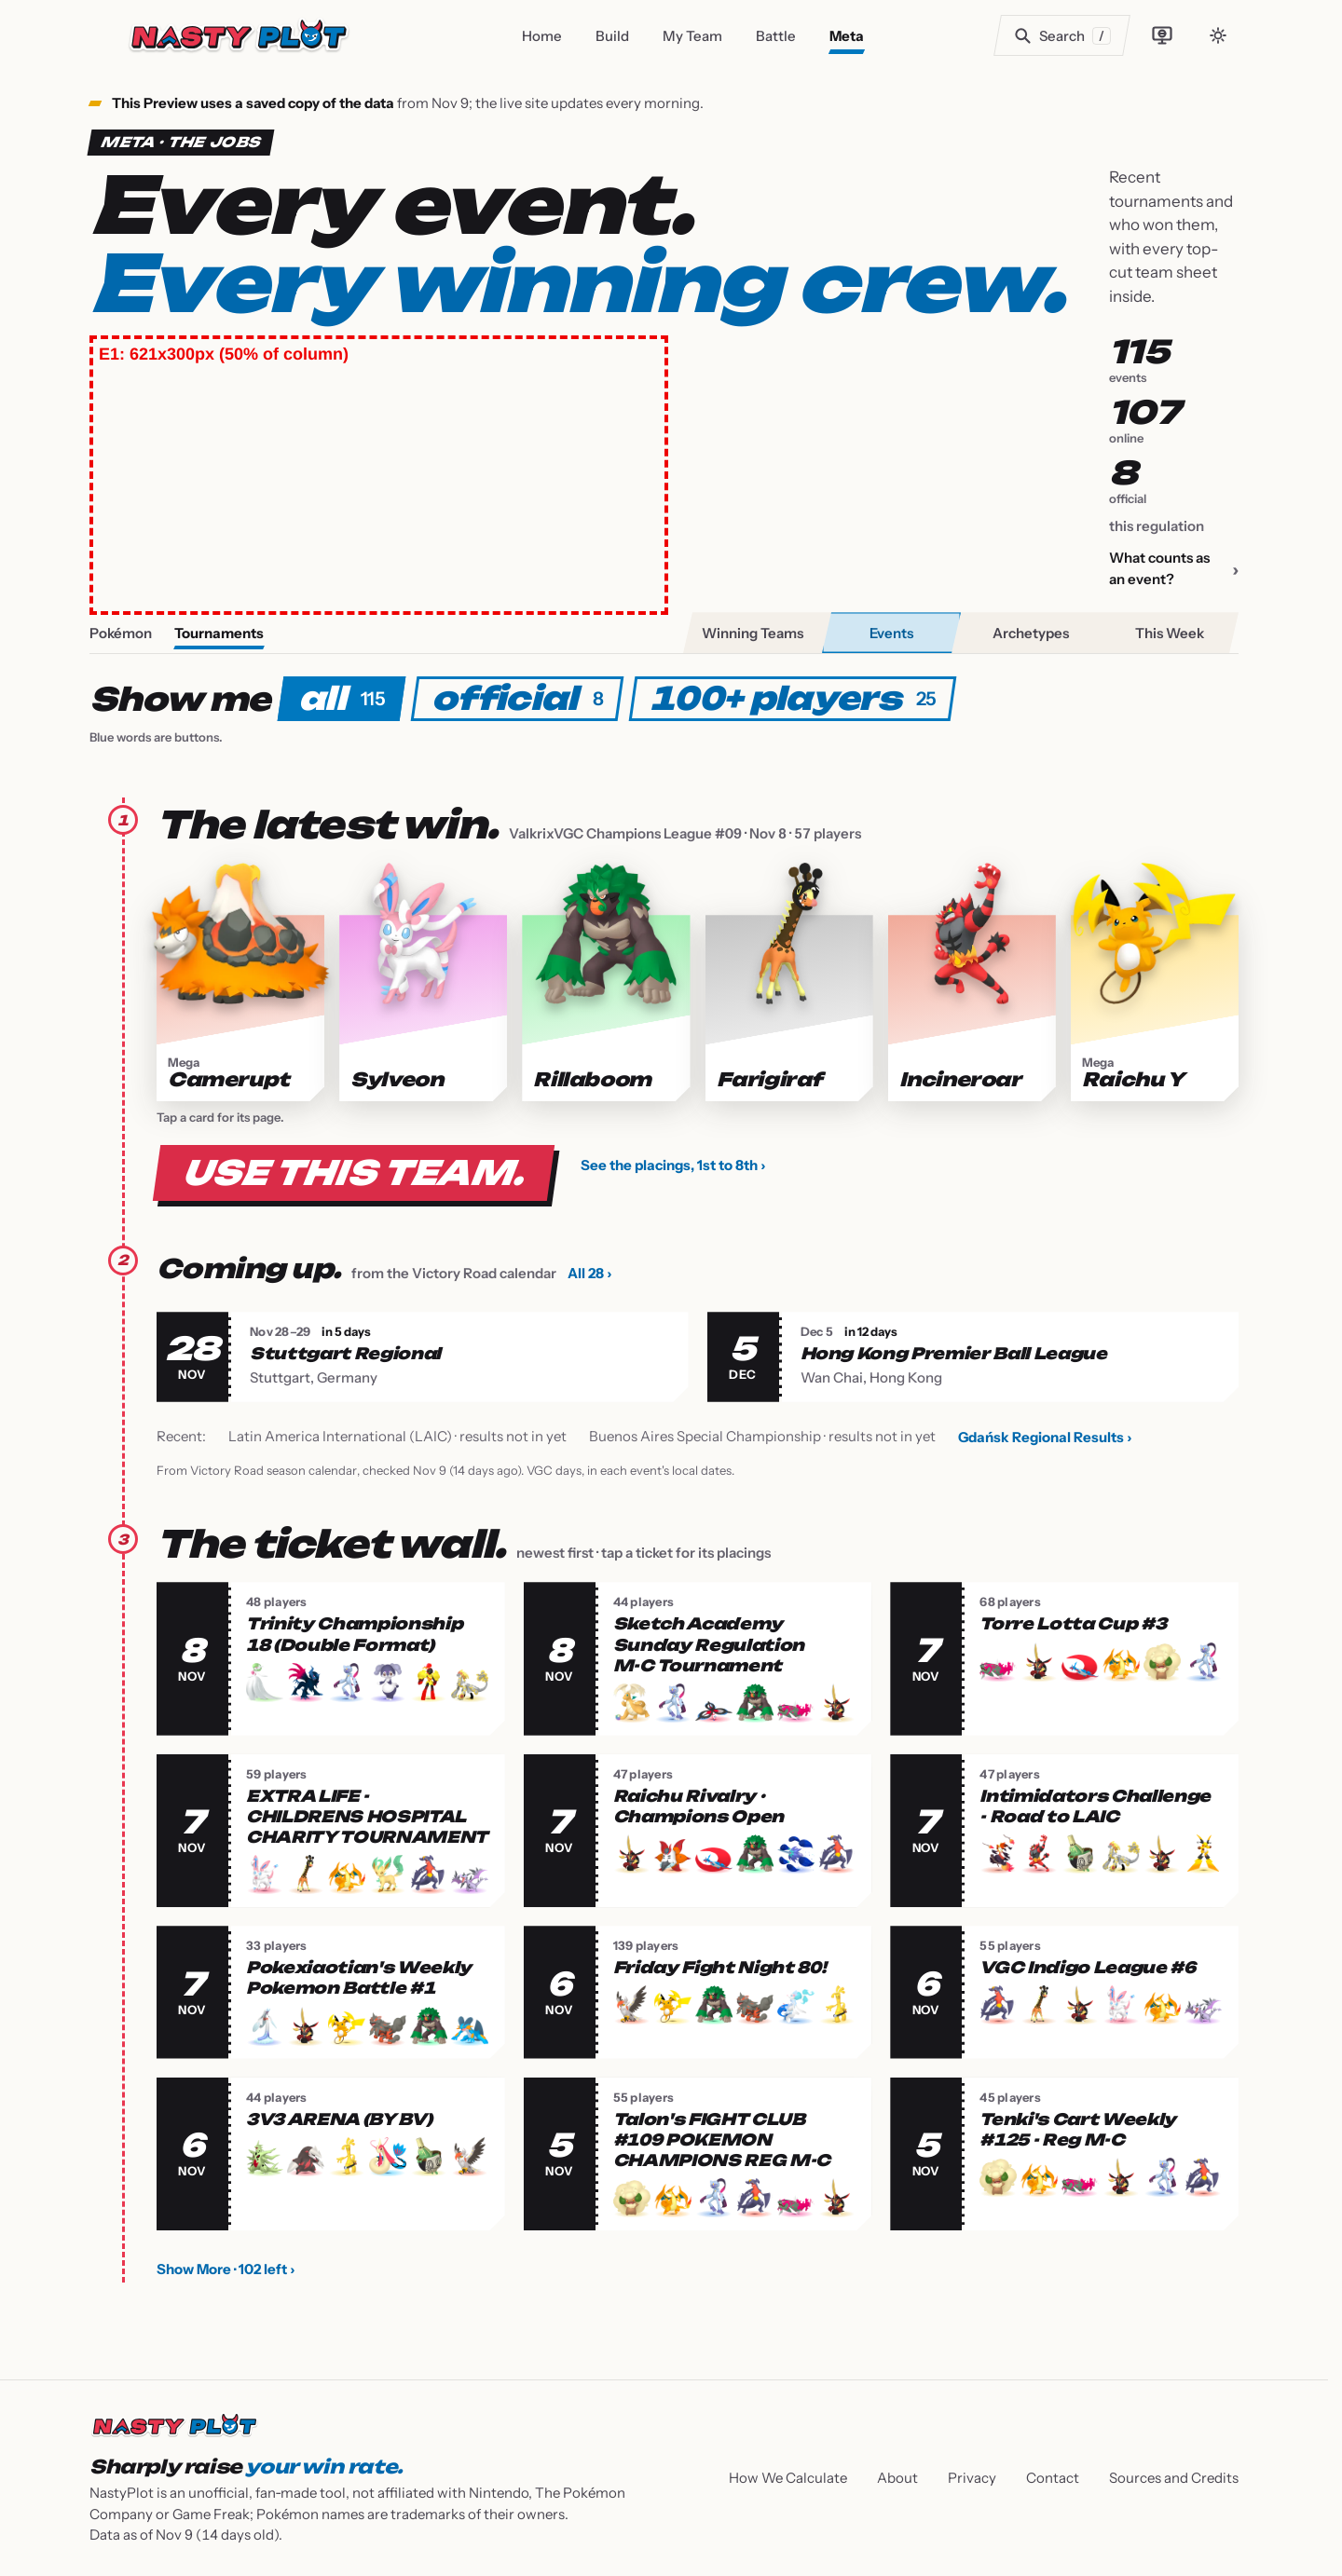 NASTY PLOT
Home
Build
My Team
Battle
Meta
Search /
This Preview uses a saved copy of the data from Nov 9; the live site updates every morning.
META · THE JOBS
Every event.
Every winning crew.
Recent
tournaments and
who won them,
with every top-
cut team sheet
inside.
115
events
107
online
8
official
this regulation
What counts as
an event? ›
E1: 621x300px (50% of column)
Pokémon
Tournaments
Winning Teams
Events
Archetypes
This Week
Show me all 115 official 8 100+ players 25
Blue words are buttons.
1
The latest win. ValkrixVGC Champions League #09 · Nov 8 · 57 players
Mega
Camerupt
Sylveon
Rillaboom
Farigiraf
Incineroar
Mega
Raichu Y
Tap a card for its page.
USE THIS TEAM.
See the placings, 1st to 8th ›
2
Coming up. from the Victory Road calendar All 28 ›
28
NOV
Nov 28–29 in 5 days
Stuttgart Regional
Stuttgart, Germany
5
DEC
Dec 5 in 12 days
Hong Kong Premier Ball League
Wan Chai, Hong Kong
Recent: Latin America International (LAIC) · results not in yet Buenos Aires Special Championship · results not in yet Gdańsk Regional Results ›
From Victory Road season calendar, checked Nov 9 (14 days ago). VGC days, in each event's local dates.
3
The ticket wall. newest first · tap a ticket for its placings
8
NOV
48 players
Trinity Championship
18 (Double Format)
8
NOV
44 players
Sketch Academy
Sunday Regulation
M-C Tournament
7
NOV
68 players
Torre Lotta Cup #3
7
NOV
59 players
EXTRA LIFE -
CHILDRENS HOSPITAL
CHARITY TOURNAMENT
7
NOV
47 players
Raichu Rivalry ·
Champions Open
7
NOV
47 players
Intimidators Challenge
- Road to LAIC
7
NOV
33 players
Pokexiaotian's Weekly
Pokemon Battle #1
6
NOV
139 players
Friday Fight Night 80!
6
NOV
55 players
VGC Indigo League #6
6
NOV
44 players
3V3 ARENA (BY BV)
5
NOV
55 players
Talon's FIGHT CLUB
#109 POKEMON
CHAMPIONS REG M-C
5
NOV
45 players
Tenki's Cart Weekly
#125 - Reg M-C
Show More · 102 left ›
NASTY PLOT
Sharply raise your win rate.
NastyPlot is an unofficial, fan-made tool, not affiliated with Nintendo, The Pokémon
Company or Game Freak; Pokémon names are trademarks of their owners.
Data as of Nov 9 (14 days old).
How We Calculate
About
Privacy
Contact
Sources and Credits